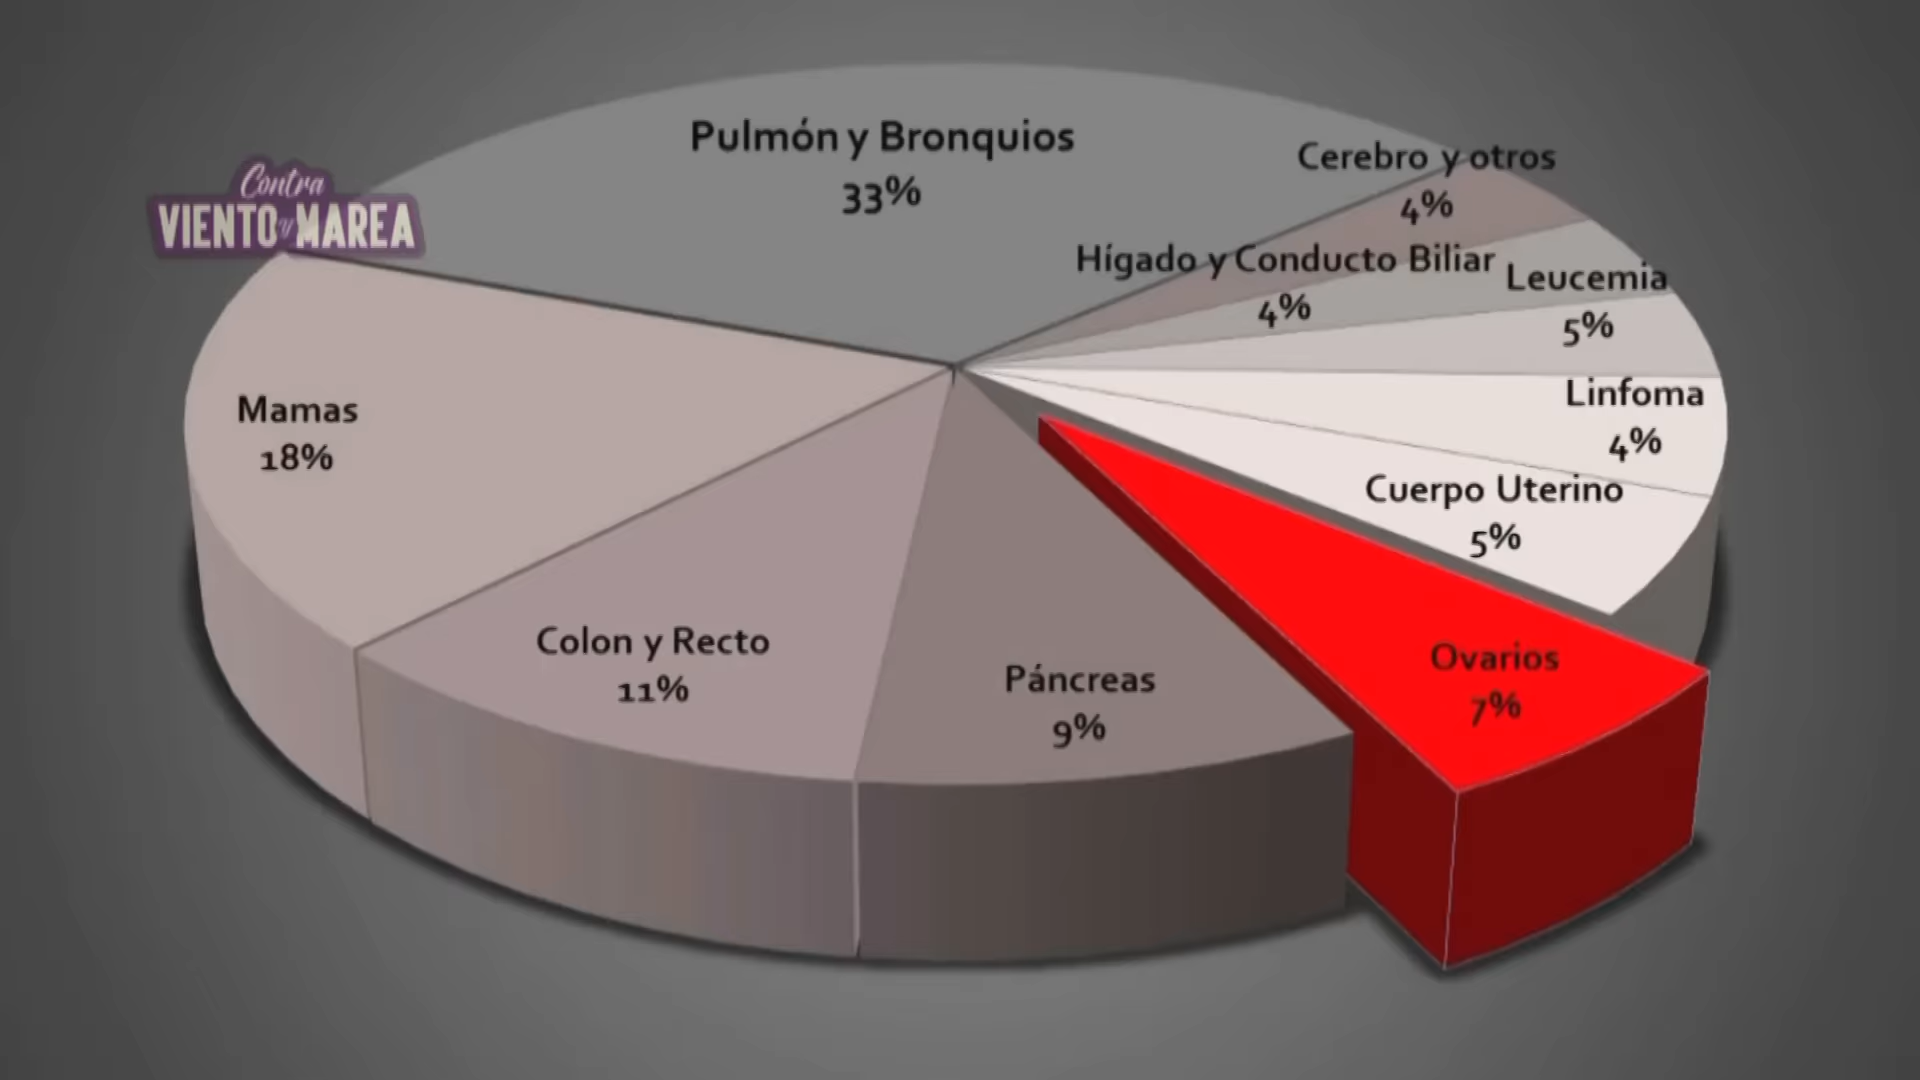 Pulmón y Bronquios
33%
Cerebro y otros
4%
Contra
VIENTO y MAREA
Hígado y Conducto Biliar
4%
Leucemia
5%
Linfoma
4%
Mamas
18%
Cuerpo Uterino
5%
Colon y Recto
11%
Páncreas
9%
Ovarios
7%